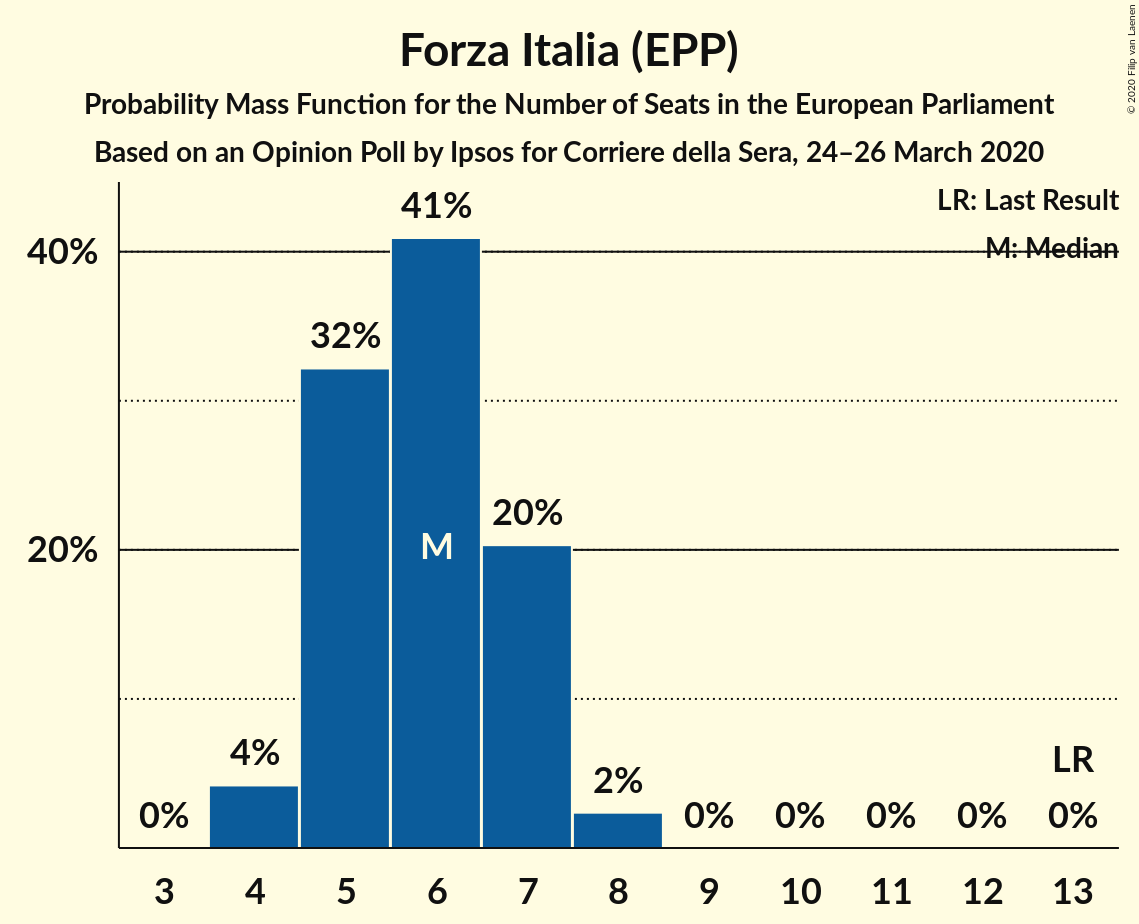 Forza Italia (EPP)
Probability Mass Function for the Number of Seats in the European Parliament
Based on an Opinion Poll by Ipsos for Corriere della Sera, 24–26 March 2020
© 2020 Filip van Laenen
LR: Last Result
M: Median
40%
20%
0%
4%
32%
41%
M
20%
2%
0%
0%
0%
0%
LR
0%
3 4 5 6 7 8 9 10 11 12 13